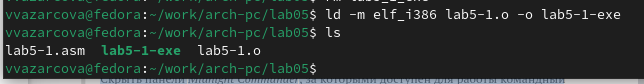 vvazarcova@fedora:~/work/arch-pc/lab05$ ld -m elf_i386 lab5-1.o -o lab5-1-exe
vvazarcova@fedora:~/work/arch-pc/lab05$ ls
lab5-1.asm  lab5-1-exe  lab5-1.o
vvazarcova@fedora:~/work/arch-pc/lab05$